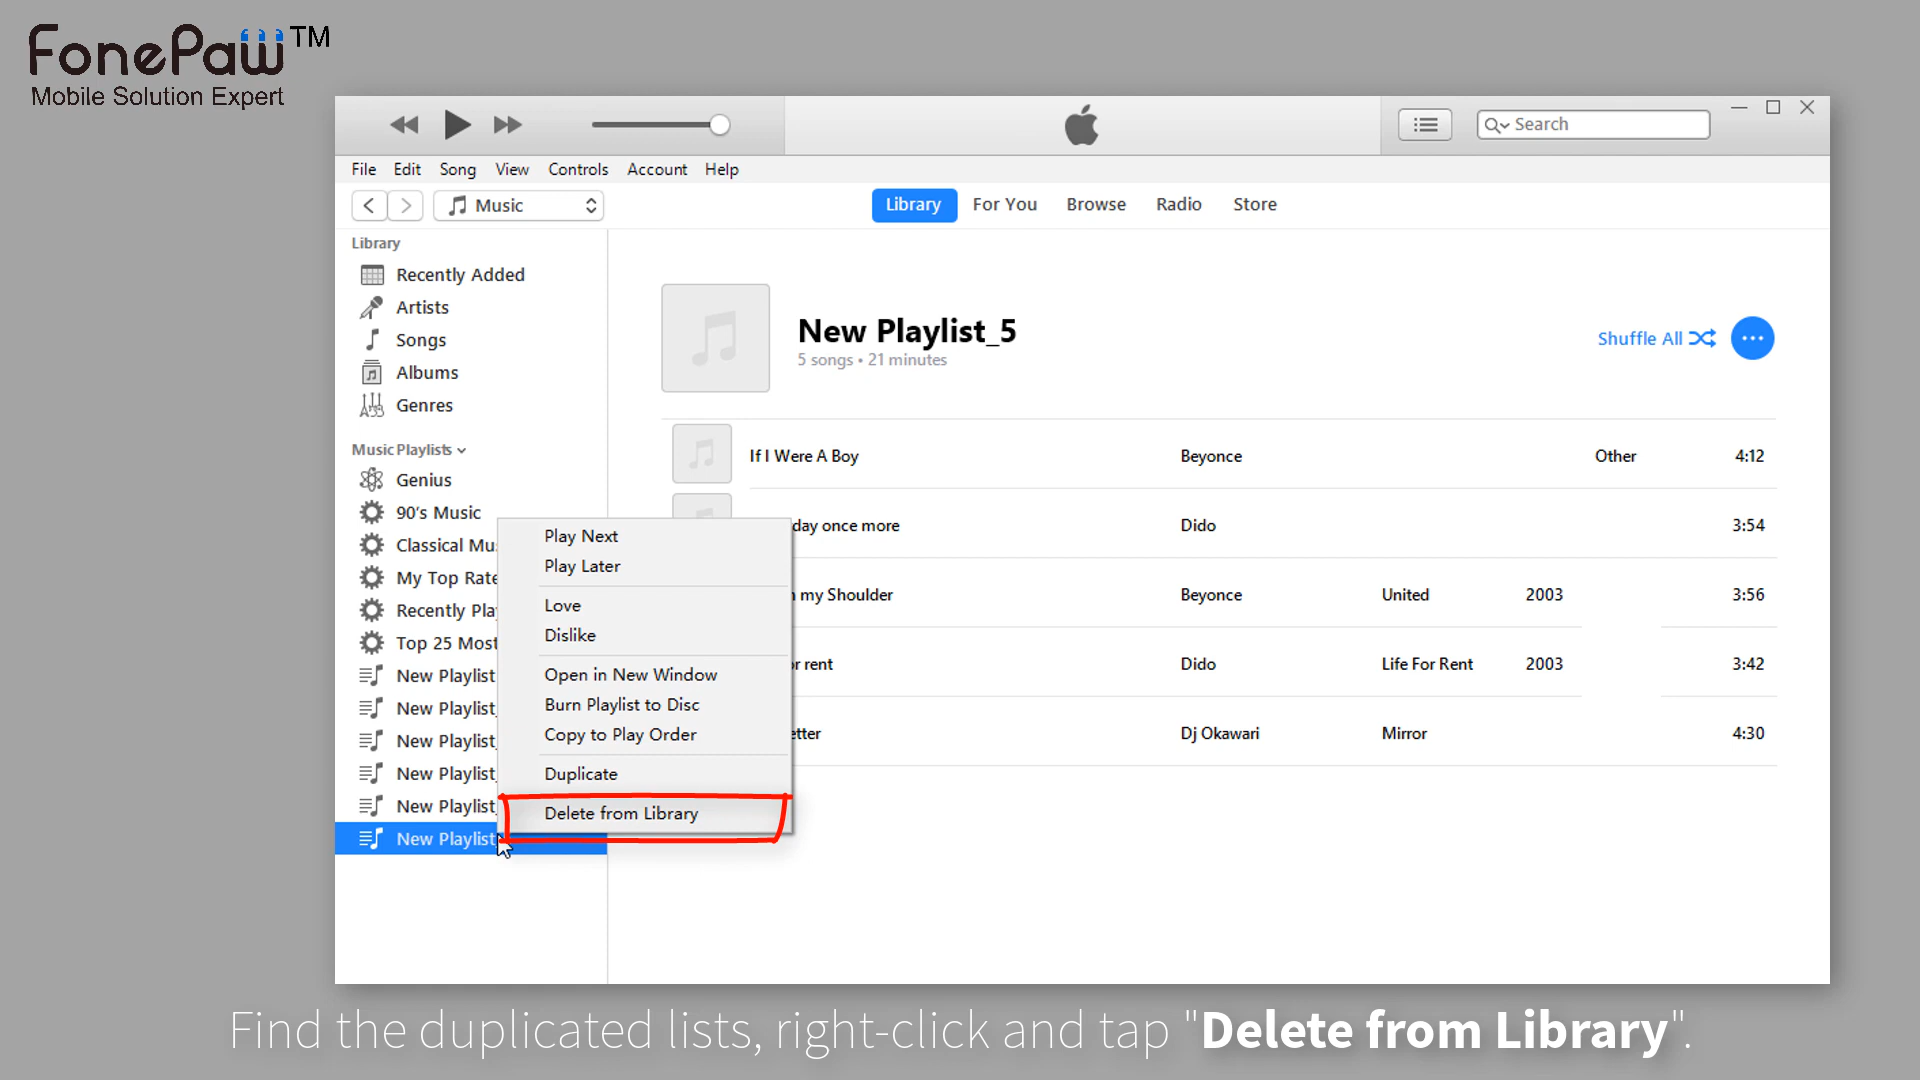 FonePaw™
Mobile Solution Expert
Search
File Edit Song View Controls Account Help
Music
Library For You Browse Radio Store
Library
Recently Added
Artists
Songs
Albums
Genres
Music Playlists
Genius
90's Music
Classical Mu
My Top Rate
Recently Pla
Top 25 Most
New Playlist
New Playlist_
New Playlist_
New Playlist_
New Playlist_
New Playlist
Play Next
Play Later
Love
Dislike
Open in New Window
Burn Playlist to Disc
Copy to Play Order
Duplicate
Delete from Library
New Playlist_5
5 songs • 21 minutes
Shuffle All
If I Were A Boy Beyonce Other 4:12
day once more Dido 3:54
my Shoulder Beyonce United 2003 3:56
rent Dido Life For Rent 2003 3:42
Dj Okawari Mirror 4:30
Find the duplicated lists, right-click and tap "Delete from Library".